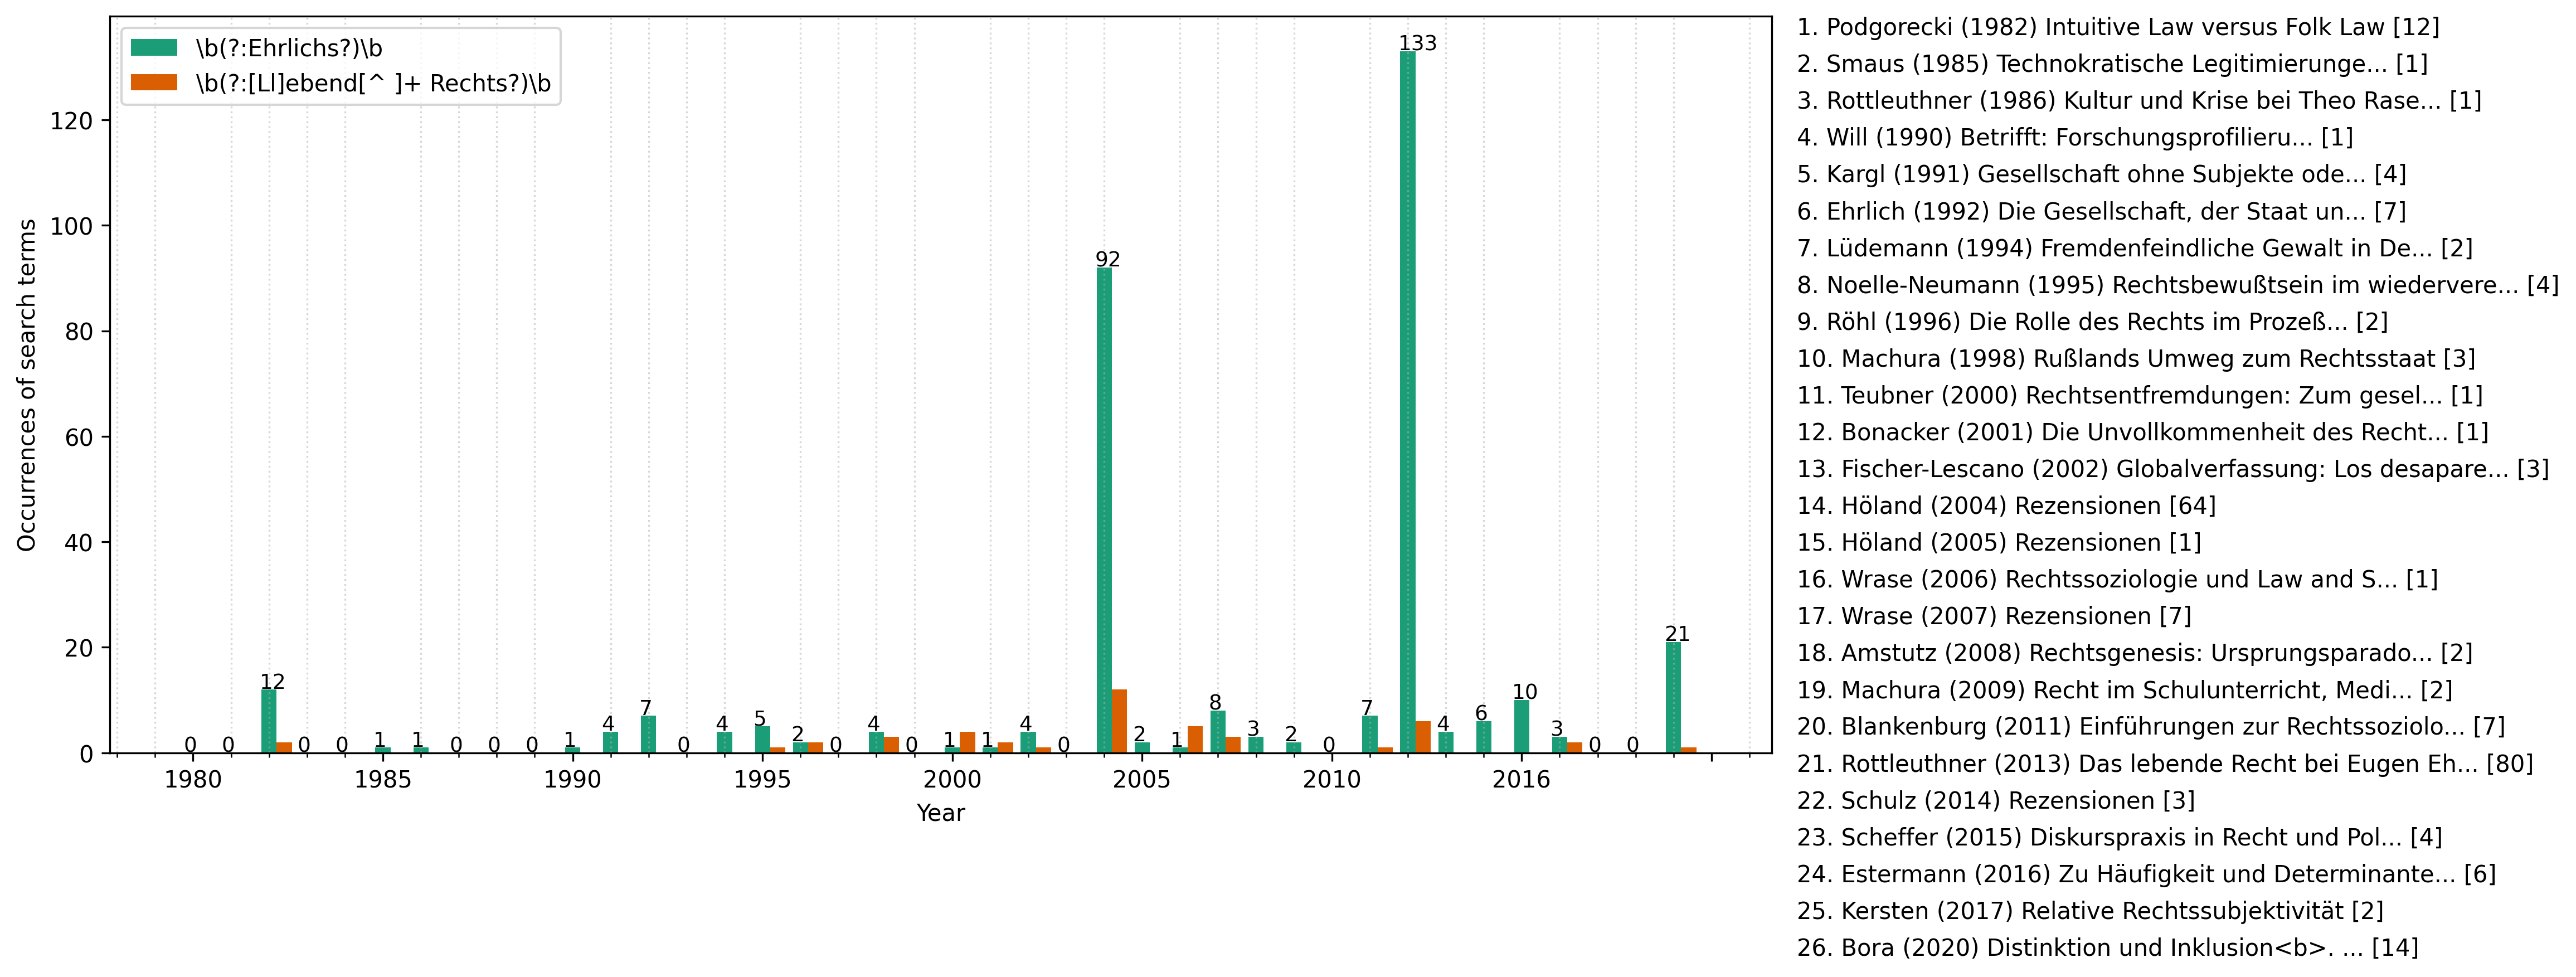 \b(?:Ehrlichs?)\b
\b(?:[Ll]ebend[^ ]+ Rechts?)\b
Occurrences of search terms
120
100
80
60
40
20
0
0 0 12 0 0 1 1 0 0 0 1 4 7 0 4 5 2 0 4 0 1 1 4 0 92 2 1 8 3 2 0 7 133 4 6 10 3 0 0 21
1980 1985 1990 1995 2000 2005 2010 2016
Year
1. Podgorecki (1982) Intuitive Law versus Folk Law [12]
2. Smaus (1985) Technokratische Legitimierunge... [1]
3. Rottleuthner (1986) Kultur und Krise bei Theo Rase... [1]
4. Will (1990) Betrifft: Forschungsprofilieru... [1]
5. Kargl (1991) Gesellschaft ohne Subjekte ode... [4]
6. Ehrlich (1992) Die Gesellschaft, der Staat un... [7]
7. Lüdemann (1994) Fremdenfeindliche Gewalt in De... [2]
8. Noelle-Neumann (1995) Rechtsbewußtsein im wiedervere... [4]
9. Röhl (1996) Die Rolle des Rechts im Prozeß... [2]
10. Machura (1998) Rußlands Umweg zum Rechtsstaat [3]
11. Teubner (2000) Rechtsentfremdungen: Zum gesel... [1]
12. Bonacker (2001) Die Unvollkommenheit des Recht... [1]
13. Fischer-Lescano (2002) Globalverfassung: Los desapare... [3]
14. Höland (2004) Rezensionen [64]
15. Höland (2005) Rezensionen [1]
16. Wrase (2006) Rechtssoziologie und Law and S... [1]
17. Wrase (2007) Rezensionen [7]
18. Amstutz (2008) Rechtsgenesis: Ursprungsparado... [2]
19. Machura (2009) Recht im Schulunterricht, Medi... [2]
20. Blankenburg (2011) Einführungen zur Rechtssoziolo... [7]
21. Rottleuthner (2013) Das lebende Recht bei Eugen Eh... [80]
22. Schulz (2014) Rezensionen [3]
23. Scheffer (2015) Diskurspraxis in Recht und Pol... [4]
24. Estermann (2016) Zu Häufigkeit und Determinante... [6]
25. Kersten (2017) Relative Rechtssubjektivität [2]
26. Bora (2020) Distinktion und Inklusion<b>. ... [14]